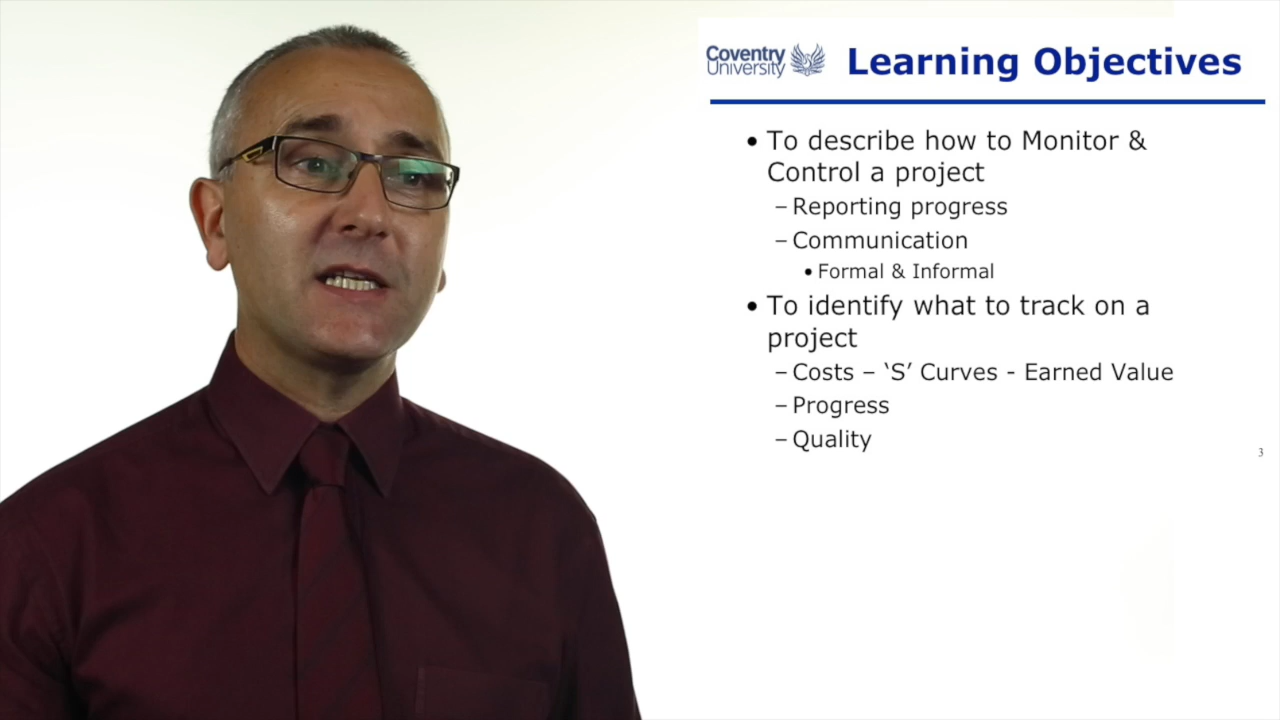 Coventry
University
Learning Objectives
• To describe how to Monitor &
Control a project
– Reporting progress
– Communication
• Formal & Informal
• To identify what to track on a
project
– Costs – ‘S’ Curves - Earned Value
– Progress
– Quality
3